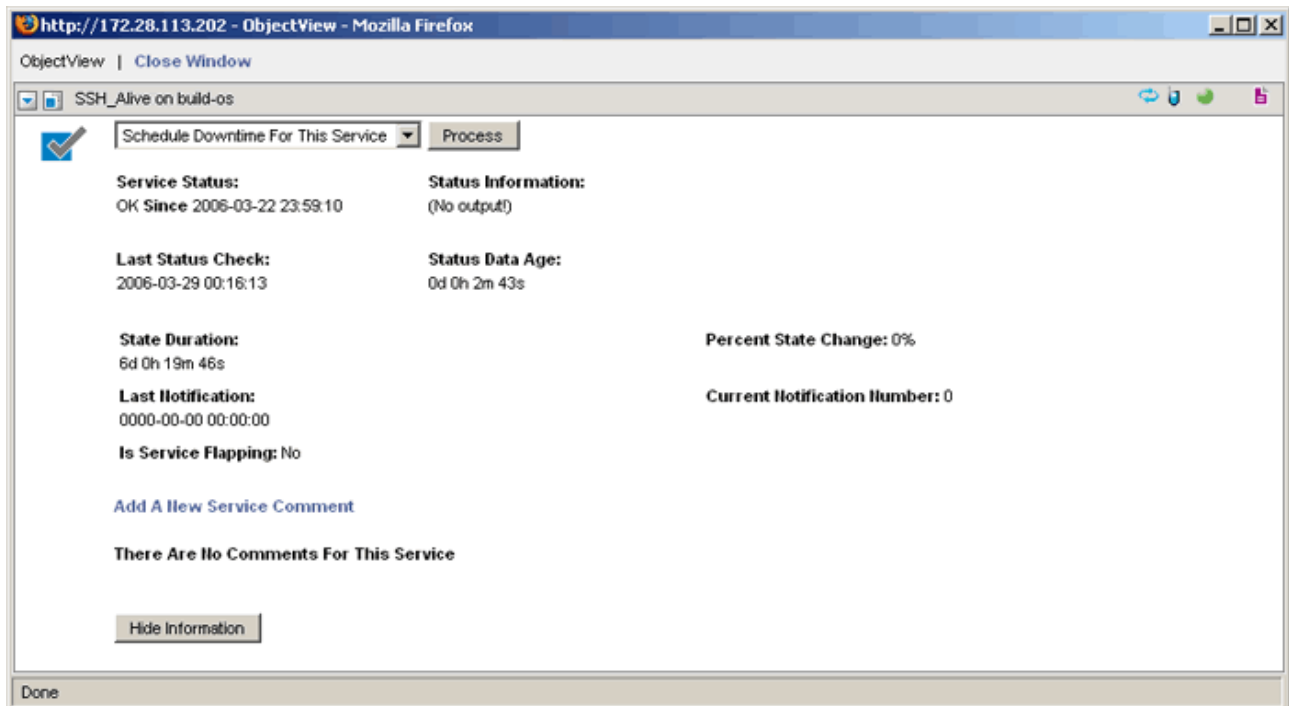 http://172.28.113.202 - ObjectView - Mozilla Firefox
ObjectView | Close Window
SSH_Alive on build-os
Schedule Downtime For This Service Process
Service Status: Status Information:
OK Since 2006-03-22 23:59:10 (No output!)
Last Status Check: Status Data Age:
2006-03-29 00:16:13 0d 0h 2m 43s
State Duration: Percent State Change: 0%
6d 0h 19m 46s
Last Notification: Current Notification Number: 0
0000-00-00 00:00:00
Is Service Flapping: No
Add A New Service Comment
There Are No Comments For This Service
Hide Information
Done